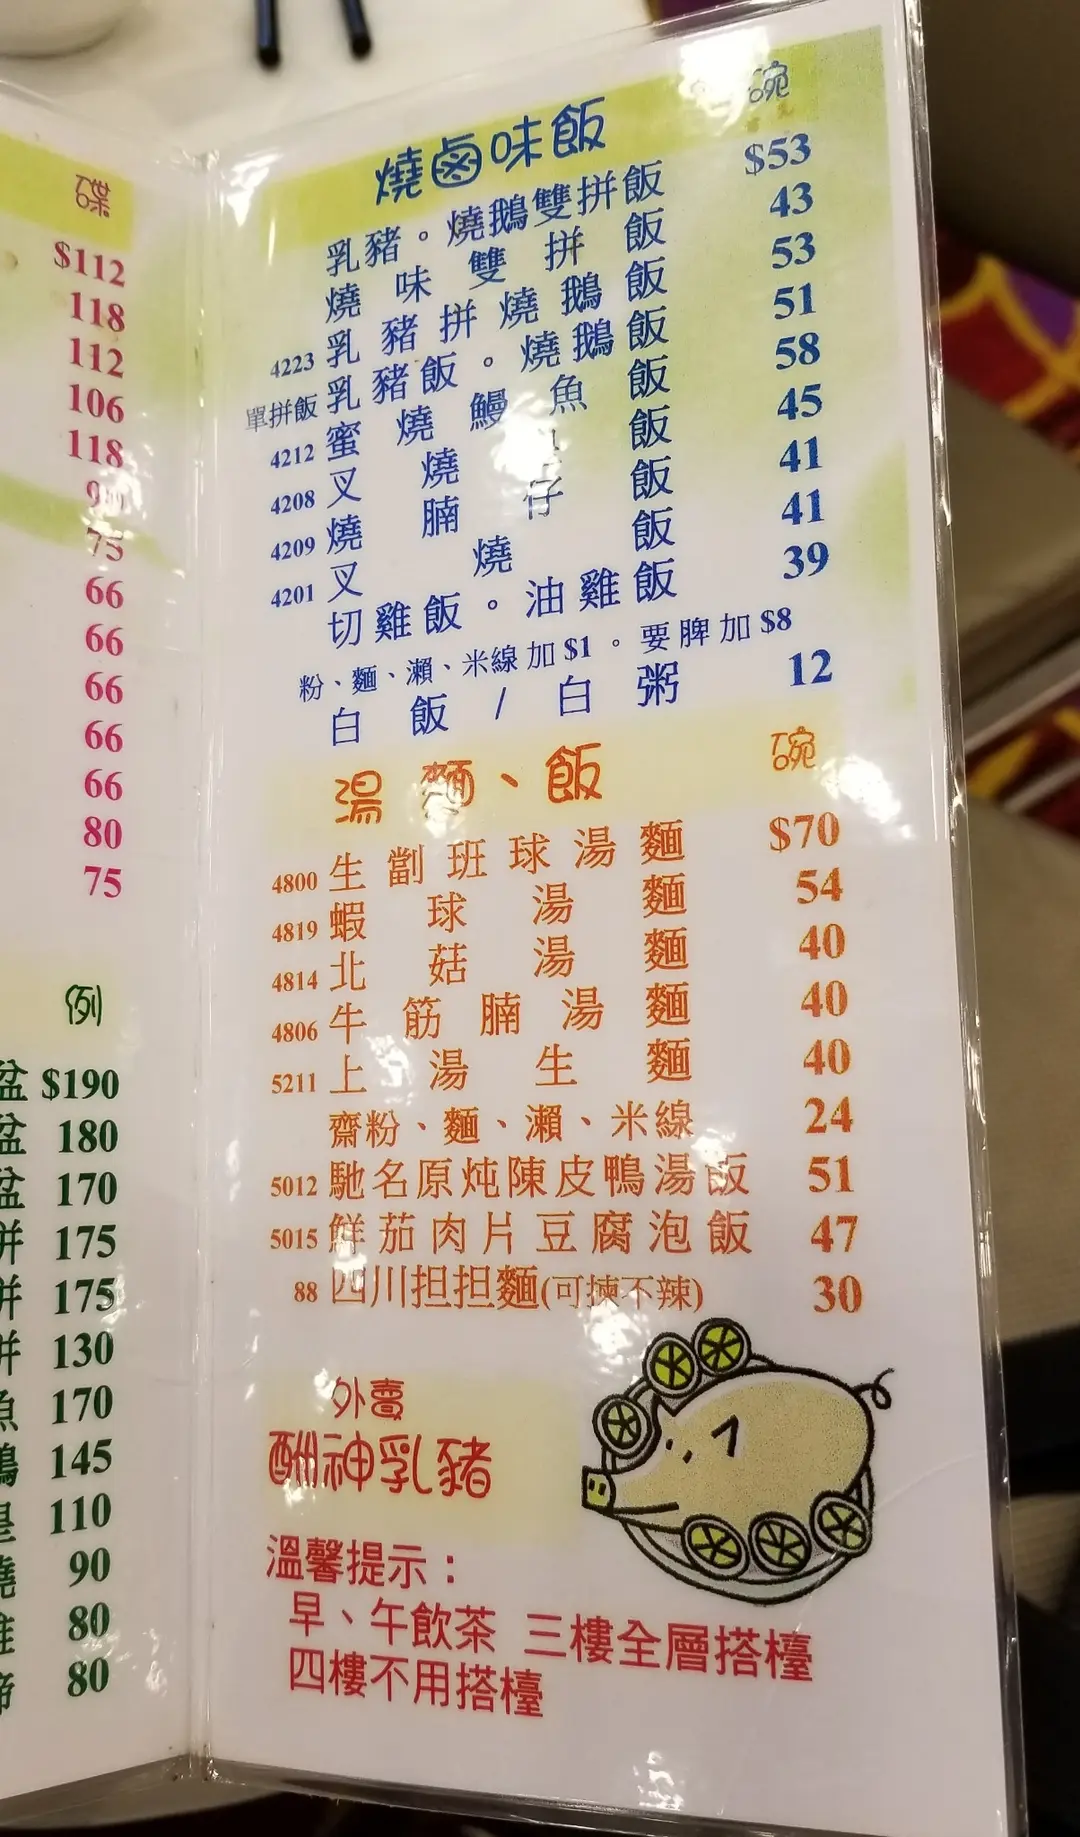 碟
$112
118
112
106
118
75
66
66
66
66
66
80
75
例
盆 $190
盆 180
盆 170
拼 175
拼 175
拼 130
魚 170
145
110
燒 90
80
蹄 80
燒鹵味飯 碗
乳豬。燒鵝雙拼飯 $53
燒味雙拼飯 43
4223 乳豬拼燒鵝飯 53
單拼飯 乳豬飯。燒鵝飯 51
4212 蜜燒鰻魚飯 58
4208 叉燒 飯 45
4209 燒腩仔飯 41
4201 叉燒飯 41
切雞飯。油雞飯 39
粉、麵、瀨、米線加$1。要脾加$8
白飯/白粥 12
湯麵、飯 碗
4800 生劏班球湯麵 $70
4819 蝦球湯麵 54
4814 北菇湯麵 40
4806 牛筋腩湯麵 40
5211 上湯生麵 40
齋粉、麵、瀨、米線 24
5012 馳名原炖陳皮鴨湯飯 51
5015 鮮茄肉片豆腐泡飯 47
88 四川担担麵(可揀不辣) 30
外賣
酬神乳豬
溫馨提示：
早、午飲茶 三樓全層搭檯
四樓不用搭檯